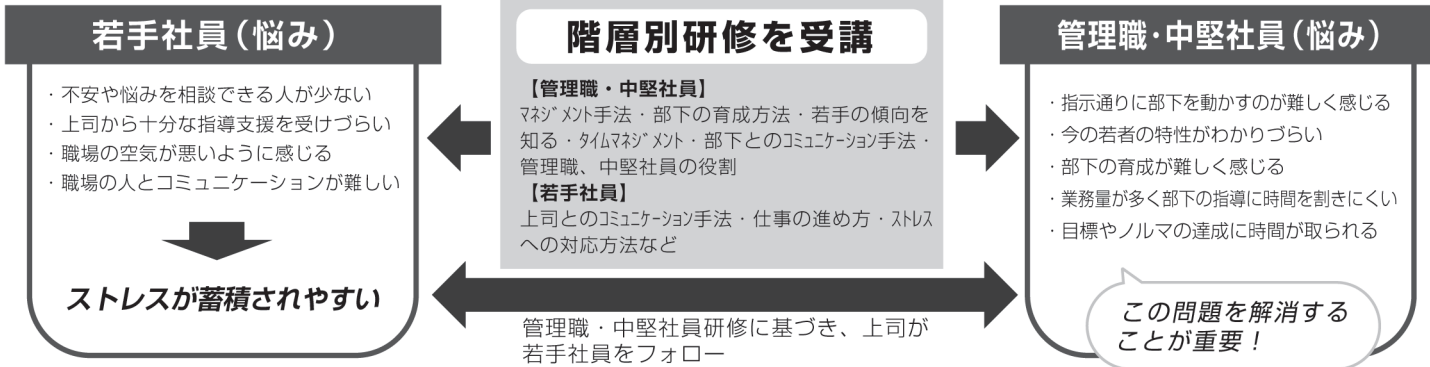 若手社員（悩み）
・不安や悩みを相談できる人が少ない
・上司から十分な指導支援を受けづらい
・職場の空気が悪いように感じる
・職場の人とコミュニケーションが難しい
ストレスが蓄積されやすい
階層別研修を受講
【管理職・中堅社員】
ﾏﾈｼﾞﾒﾝﾄ手法・部下の育成方法・若手の傾向を
知る・ﾀｲﾑﾏﾈｼﾞﾒﾝﾄ・部下とのｺﾐｭﾆｹｰｼｮﾝ手法・
管理職、中堅社員の役割
【若手社員】
上司とのｺﾐｭﾆｹｰｼｮﾝ手法・仕事の進め方・ｽﾄﾚｽ
への対応方法など
管理職・中堅社員研修に基づき、上司が
若手社員をフォロー
管理職・中堅社員（悩み）
・指示通りに部下を動かすのが難しく感じる
・今の若者の特性がわかりづらい
・部下の育成が難しく感じる
・業務量が多く部下の指導に時間を割きにくい
・目標やノルマの達成に時間が取られる
この問題を解消する
ことが重要！